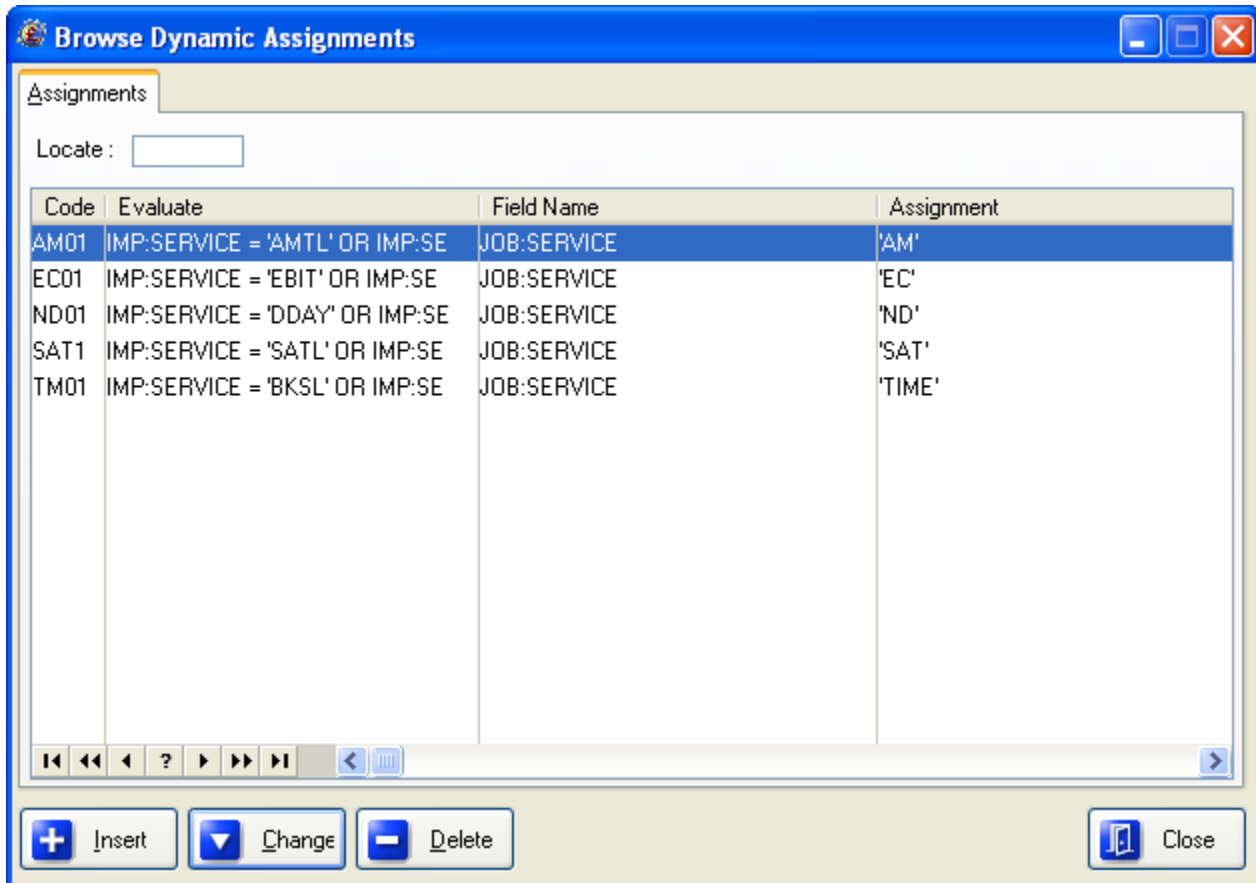 Browse Dynamic Assignments
Assignments
Locate :
Code Evaluate Field Name Assignment
AM01 IMP:SERVICE = 'AMTL' OR IMP:SE JOB:SERVICE 'AM'
EC01 IMP:SERVICE = 'EBIT' OR IMP:SE JOB:SERVICE 'EC'
ND01 IMP:SERVICE = 'DDAY' OR IMP:SE JOB:SERVICE 'ND'
SAT1 IMP:SERVICE = 'SATL' OR IMP:SE JOB:SERVICE 'SAT'
TM01 IMP:SERVICE = 'BKSL' OR IMP:SE JOB:SERVICE 'TIME'
?
Insert Change Delete Close